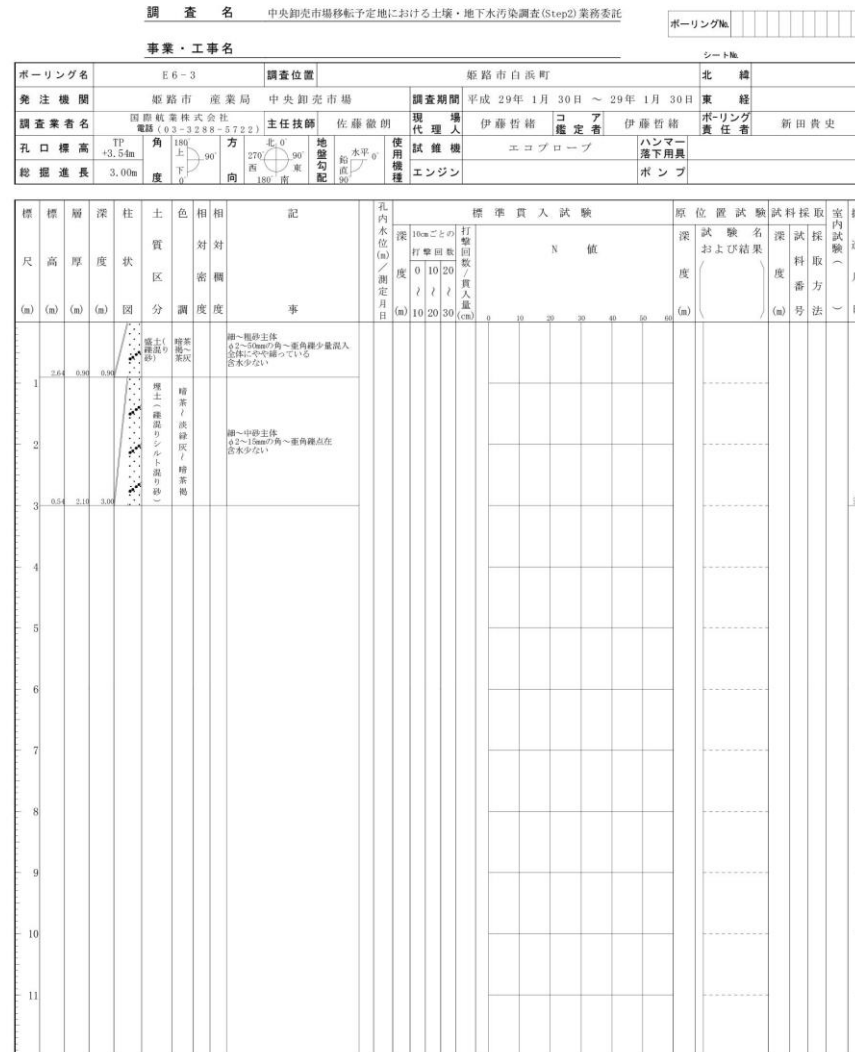 調査名 中央卸売市場移転予定地における土壌・地下水汚染調査(Step2)業務委託
ボーリング№
事業・工事名
シート№
ボーリング名 E6-3 調査位置 姫路市白浜町 北緯
発注機関 姫路市 産業局 中央卸売市場 調査期間 平成 29年 1月 30日 ～ 29年 1月 30日 東経
調査業者名 国際航業株式会社 電話(03-3288-5722) 主任技師 佐藤徹朗 現場代理人 伊藤哲緒 コア鑑定者 伊藤哲緒 ボーリング責任者 新田貴史
孔口標高 TP +3.54m 角度 180° 上 下 0° 90° 方向 北 0° 270° 西 90° 東 180° 南 地盤勾配 水平 0° 鉛直 90° 使用機種 試錐機 エコプローブ ハンマー落下用具
総掘進長 3.00m エンジン ポンプ
標尺(m) 標高(m) 層厚(m) 深度(m) 柱状図 土質区分 色調 相対密度 相対稠度 記事 孔内水位(m)／測定月日 標準貫入試験 原位置試験 試料採取 室内試験( )
深度(m) 10cmごとの打撃回数 打撃回数/貫入量(cm) N 値 深度(m) 試験名および結果 深度(m) 試料番号 採取方法
0～10 10～20 20～30 0 10 20 30 40 50 60
盛土(礫混り砂) 暗茶褐～茶灰
細～粗砂主体
φ2～50mmの角～亜角礫少量混入
全体にやや締っている
含水少ない
2.64 0.90 0.90
1
埋土(礫混りシルト混り砂) 暗茶～淡緑灰～暗茶褐
細～中砂主体
φ2～15mmの角～亜角礫点在
含水少ない
2
0.54 2.10 3.00
3
4
5
6
7
8
9
10
11